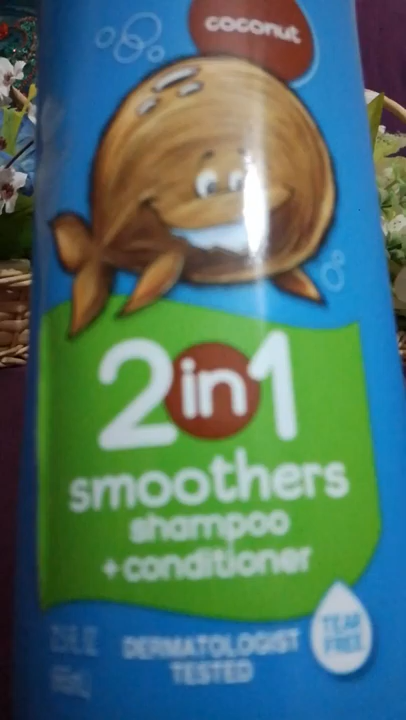 coconut
2in1
smoothers
shampoo
+conditioner
TEAR
FREE
DERMATOLOGIST
TESTED